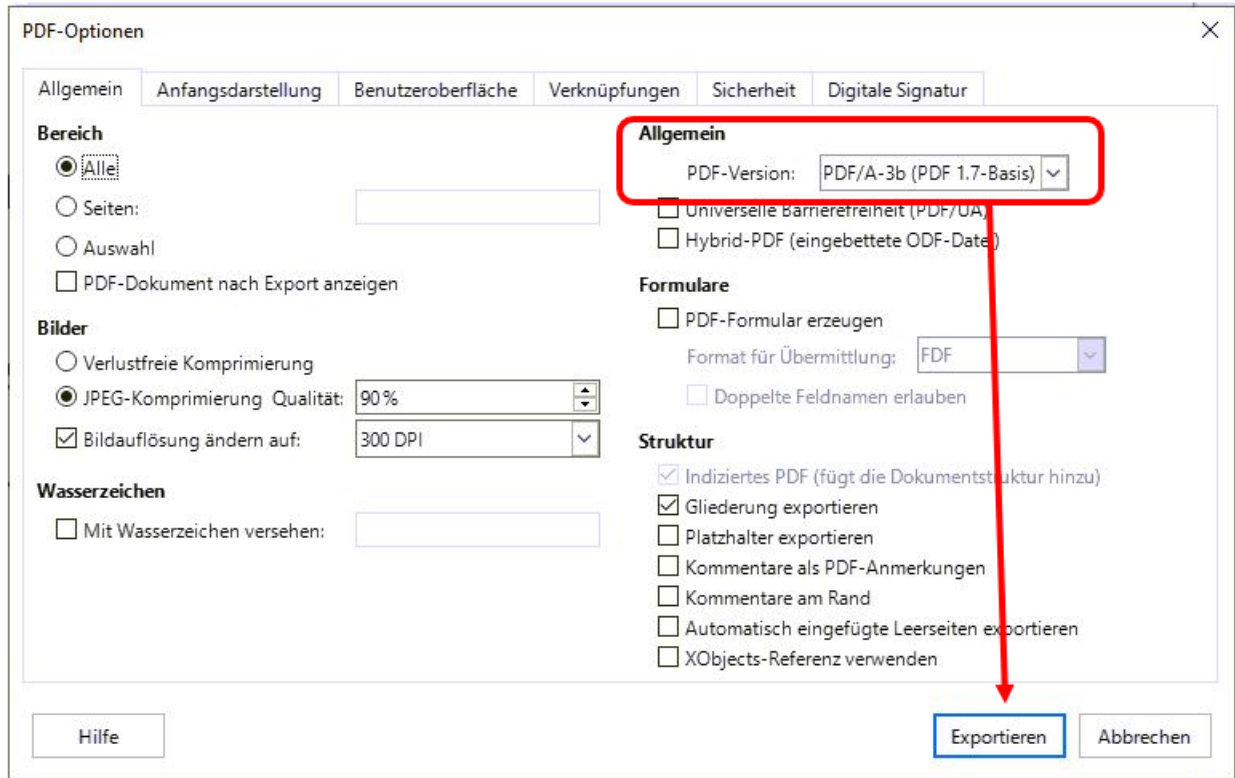 PDF-Optionen
Allgemein Anfangsdarstellung Benutzeroberfläche Verknüpfungen Sicherheit Digitale Signatur
Bereich
Alle
Seiten:
Auswahl
PDF-Dokument nach Export anzeigen
Bilder
Verlustfreie Komprimierung
JPEG-Komprimierung Qualität: 90 %
Bildauflösung ändern auf: 300 DPI
Wasserzeichen
Mit Wasserzeichen versehen:
Allgemein
PDF-Version: PDF/A-3b (PDF 1.7-Basis)
Universelle Barrierefreiheit (PDF/UA)
Hybrid-PDF (eingebettete ODF-Datei)
Formulare
PDF-Formular erzeugen
Format für Übermittlung: FDF
Doppelte Feldnamen erlauben
Struktur
Indiziertes PDF (fügt die Dokumentstruktur hinzu)
Gliederung exportieren
Platzhalter exportieren
Kommentare als PDF-Anmerkungen
Kommentare am Rand
Automatisch eingefügte Leerseiten exportieren
XObjects-Referenz verwenden
Hilfe Exportieren Abbrechen